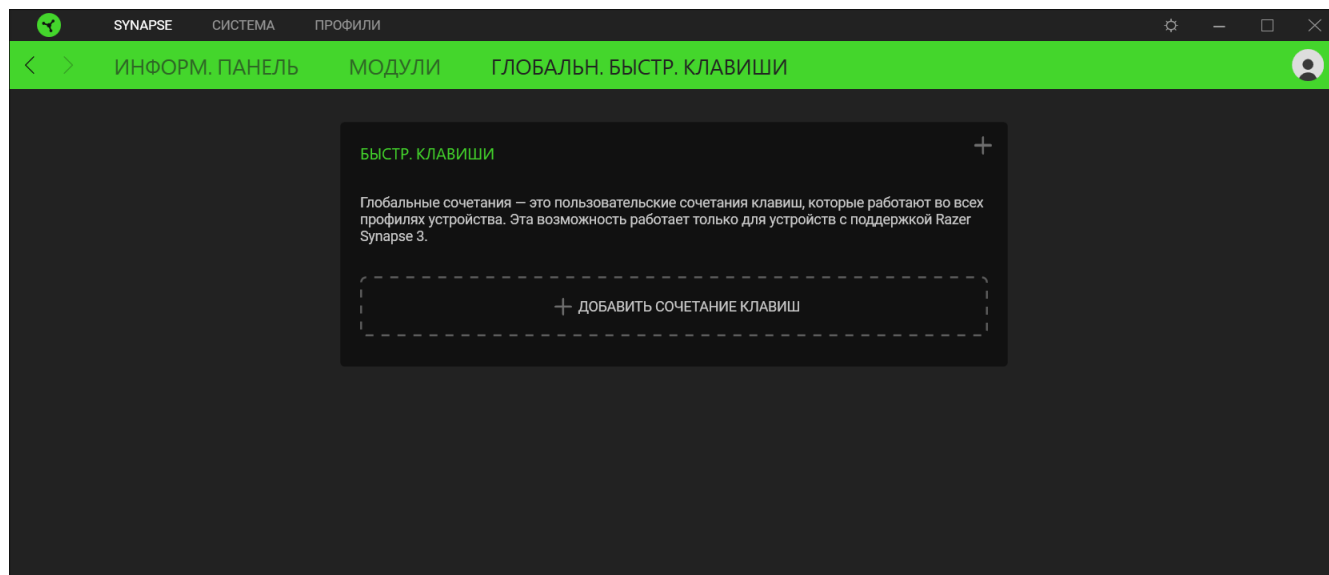 SYNAPSE СИСТЕМА ПРОФИЛИ
ИНФОРМ. ПАНЕЛЬ МОДУЛИ ГЛОБАЛЬН. БЫСТР. КЛАВИШИ
БЫСТР. КЛАВИШИ
Глобальные сочетания — это пользовательские сочетания клавиш, которые работают во всех
профилях устройства. Эта возможность работает только для устройств с поддержкой Razer
Synapse 3.
ДОБАВИТЬ СОЧЕТАНИЕ КЛАВИШ